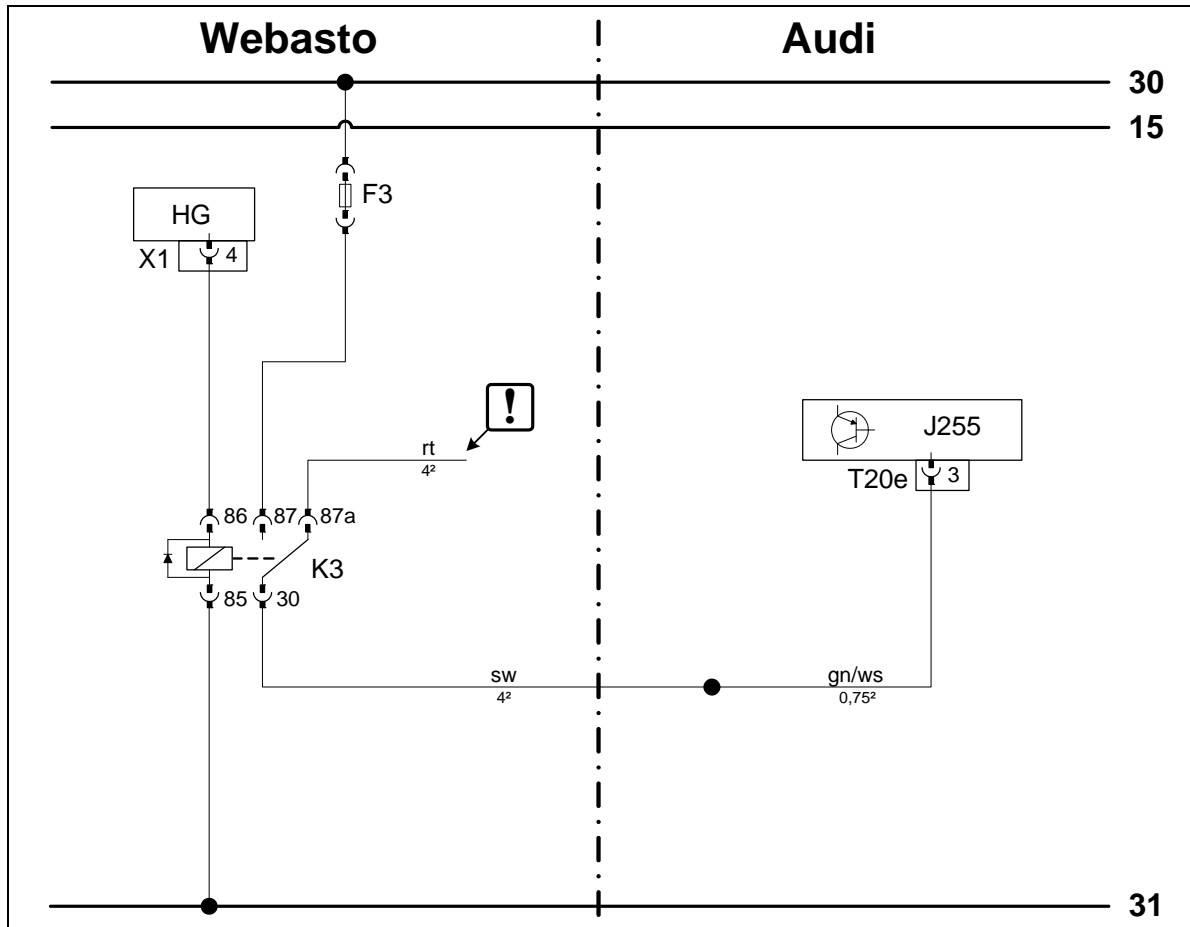 Webasto
Audi
30
15
F3
HG
X1
4
!
rt
4²
J255
T20e
3
86
87
87a
K3
85
30
sw
4²
gn/ws
0,75²
31